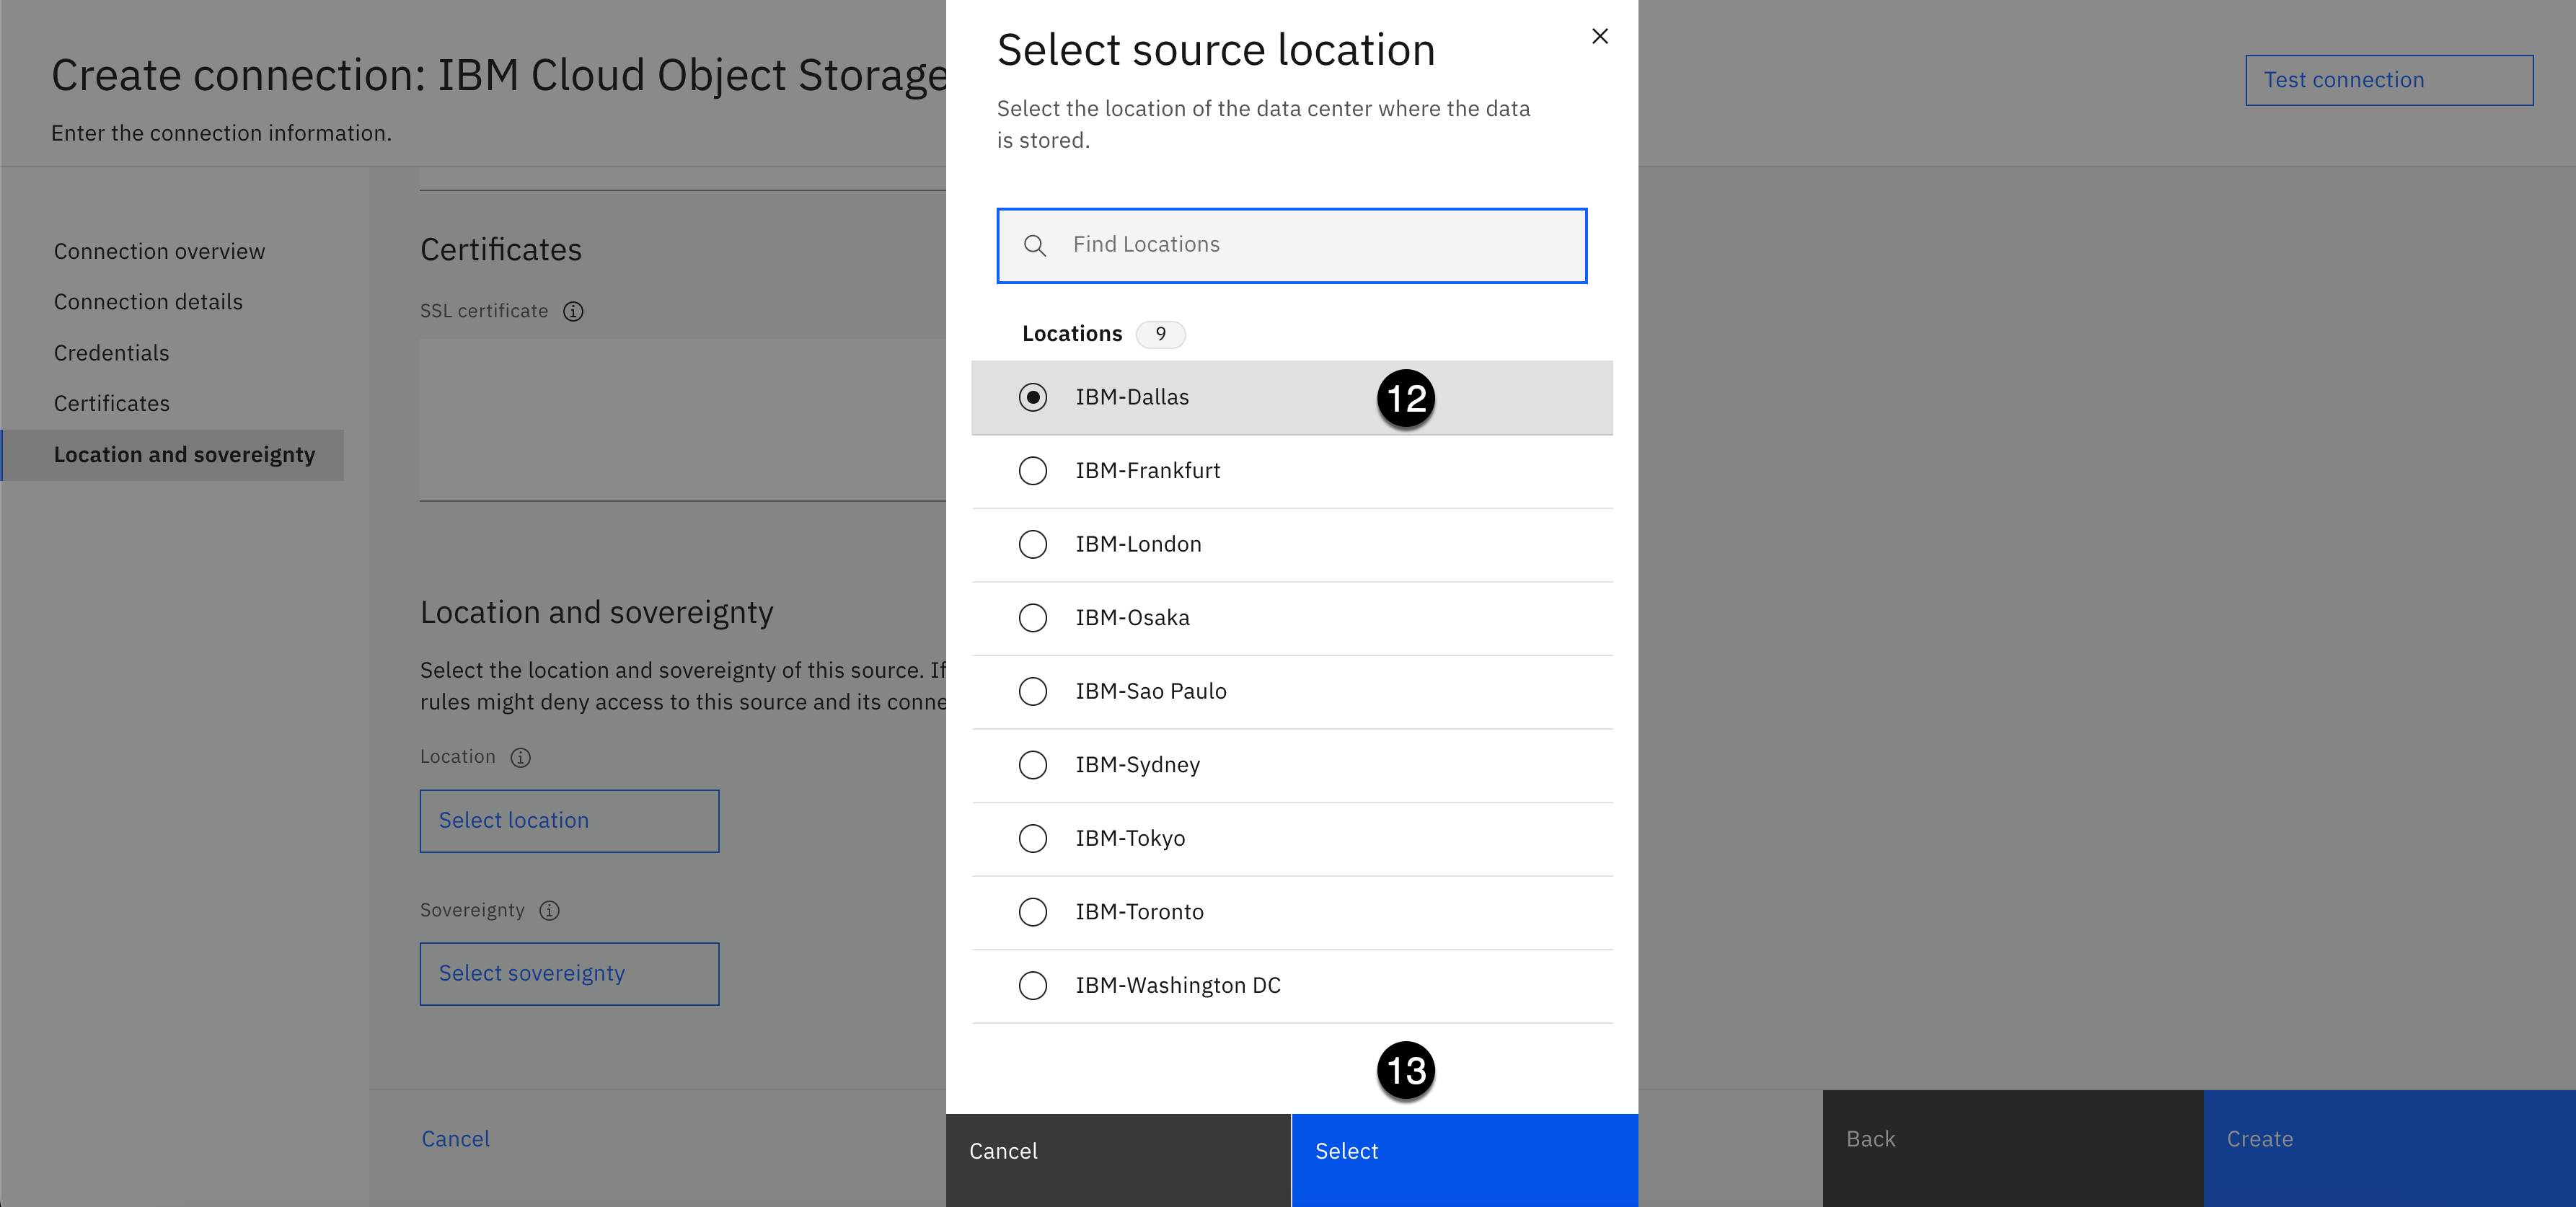 Create connection: IBM Cloud Object Storage
Enter the connection information.
Test connection
Connection overview
Connection details
Credentials
Certificates
Location and sovereignty
Certificates
SSL certificate
Location and sovereignty
Select the location and sovereignty of this source. If
rules might deny access to this source and its conne
Location
Select location
Sovereignty
Select sovereignty
Cancel
Back
Create
Select source location
Select the location of the data center where the data
is stored.
Find Locations
Locations 9
IBM-Dallas 12
IBM-Frankfurt
IBM-London
IBM-Osaka
IBM-Sao Paulo
IBM-Sydney
IBM-Tokyo
IBM-Toronto
IBM-Washington DC
13
Cancel
Select